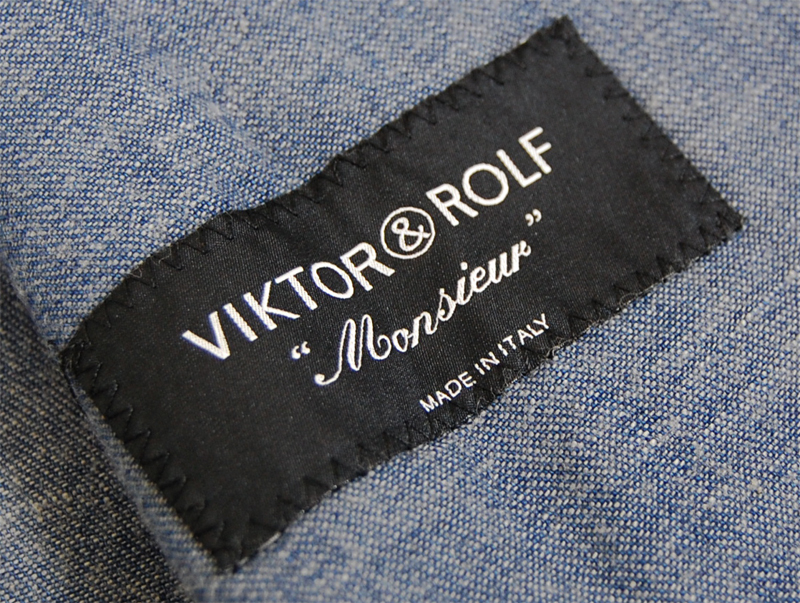 VIKTOR & ROLF
“Monsieur”
MADE IN ITALY